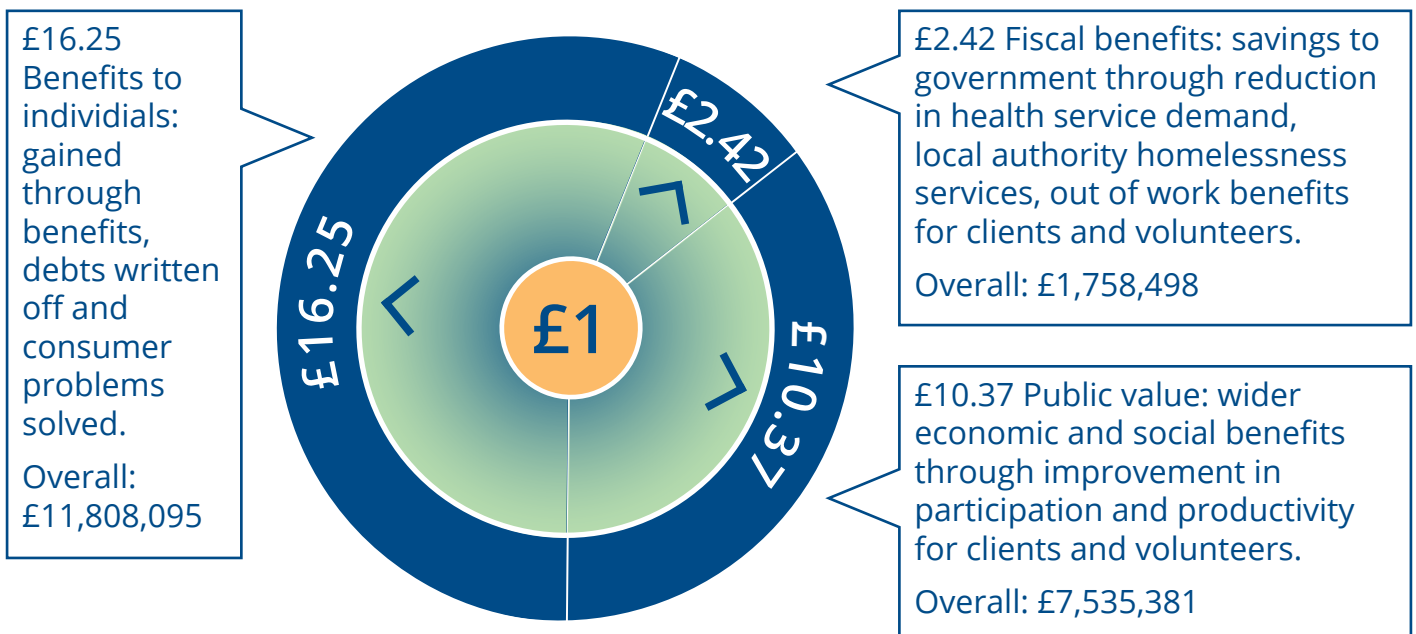 £16.25
Benefits to
individials:
gained
through
benefits,
debts written
off and
consumer
problems
solved.
Overall:
£11,808,095
£16.25
£1
£2.42
£10.37
£2.42 Fiscal benefits: savings to
government through reduction
in health service demand,
local authority homelessness
services, out of work benefits
for clients and volunteers.
Overall: £1,758,498
£10.37 Public value: wider
economic and social benefits
through improvement in
participation and productivity
for clients and volunteers.
Overall: £7,535,381